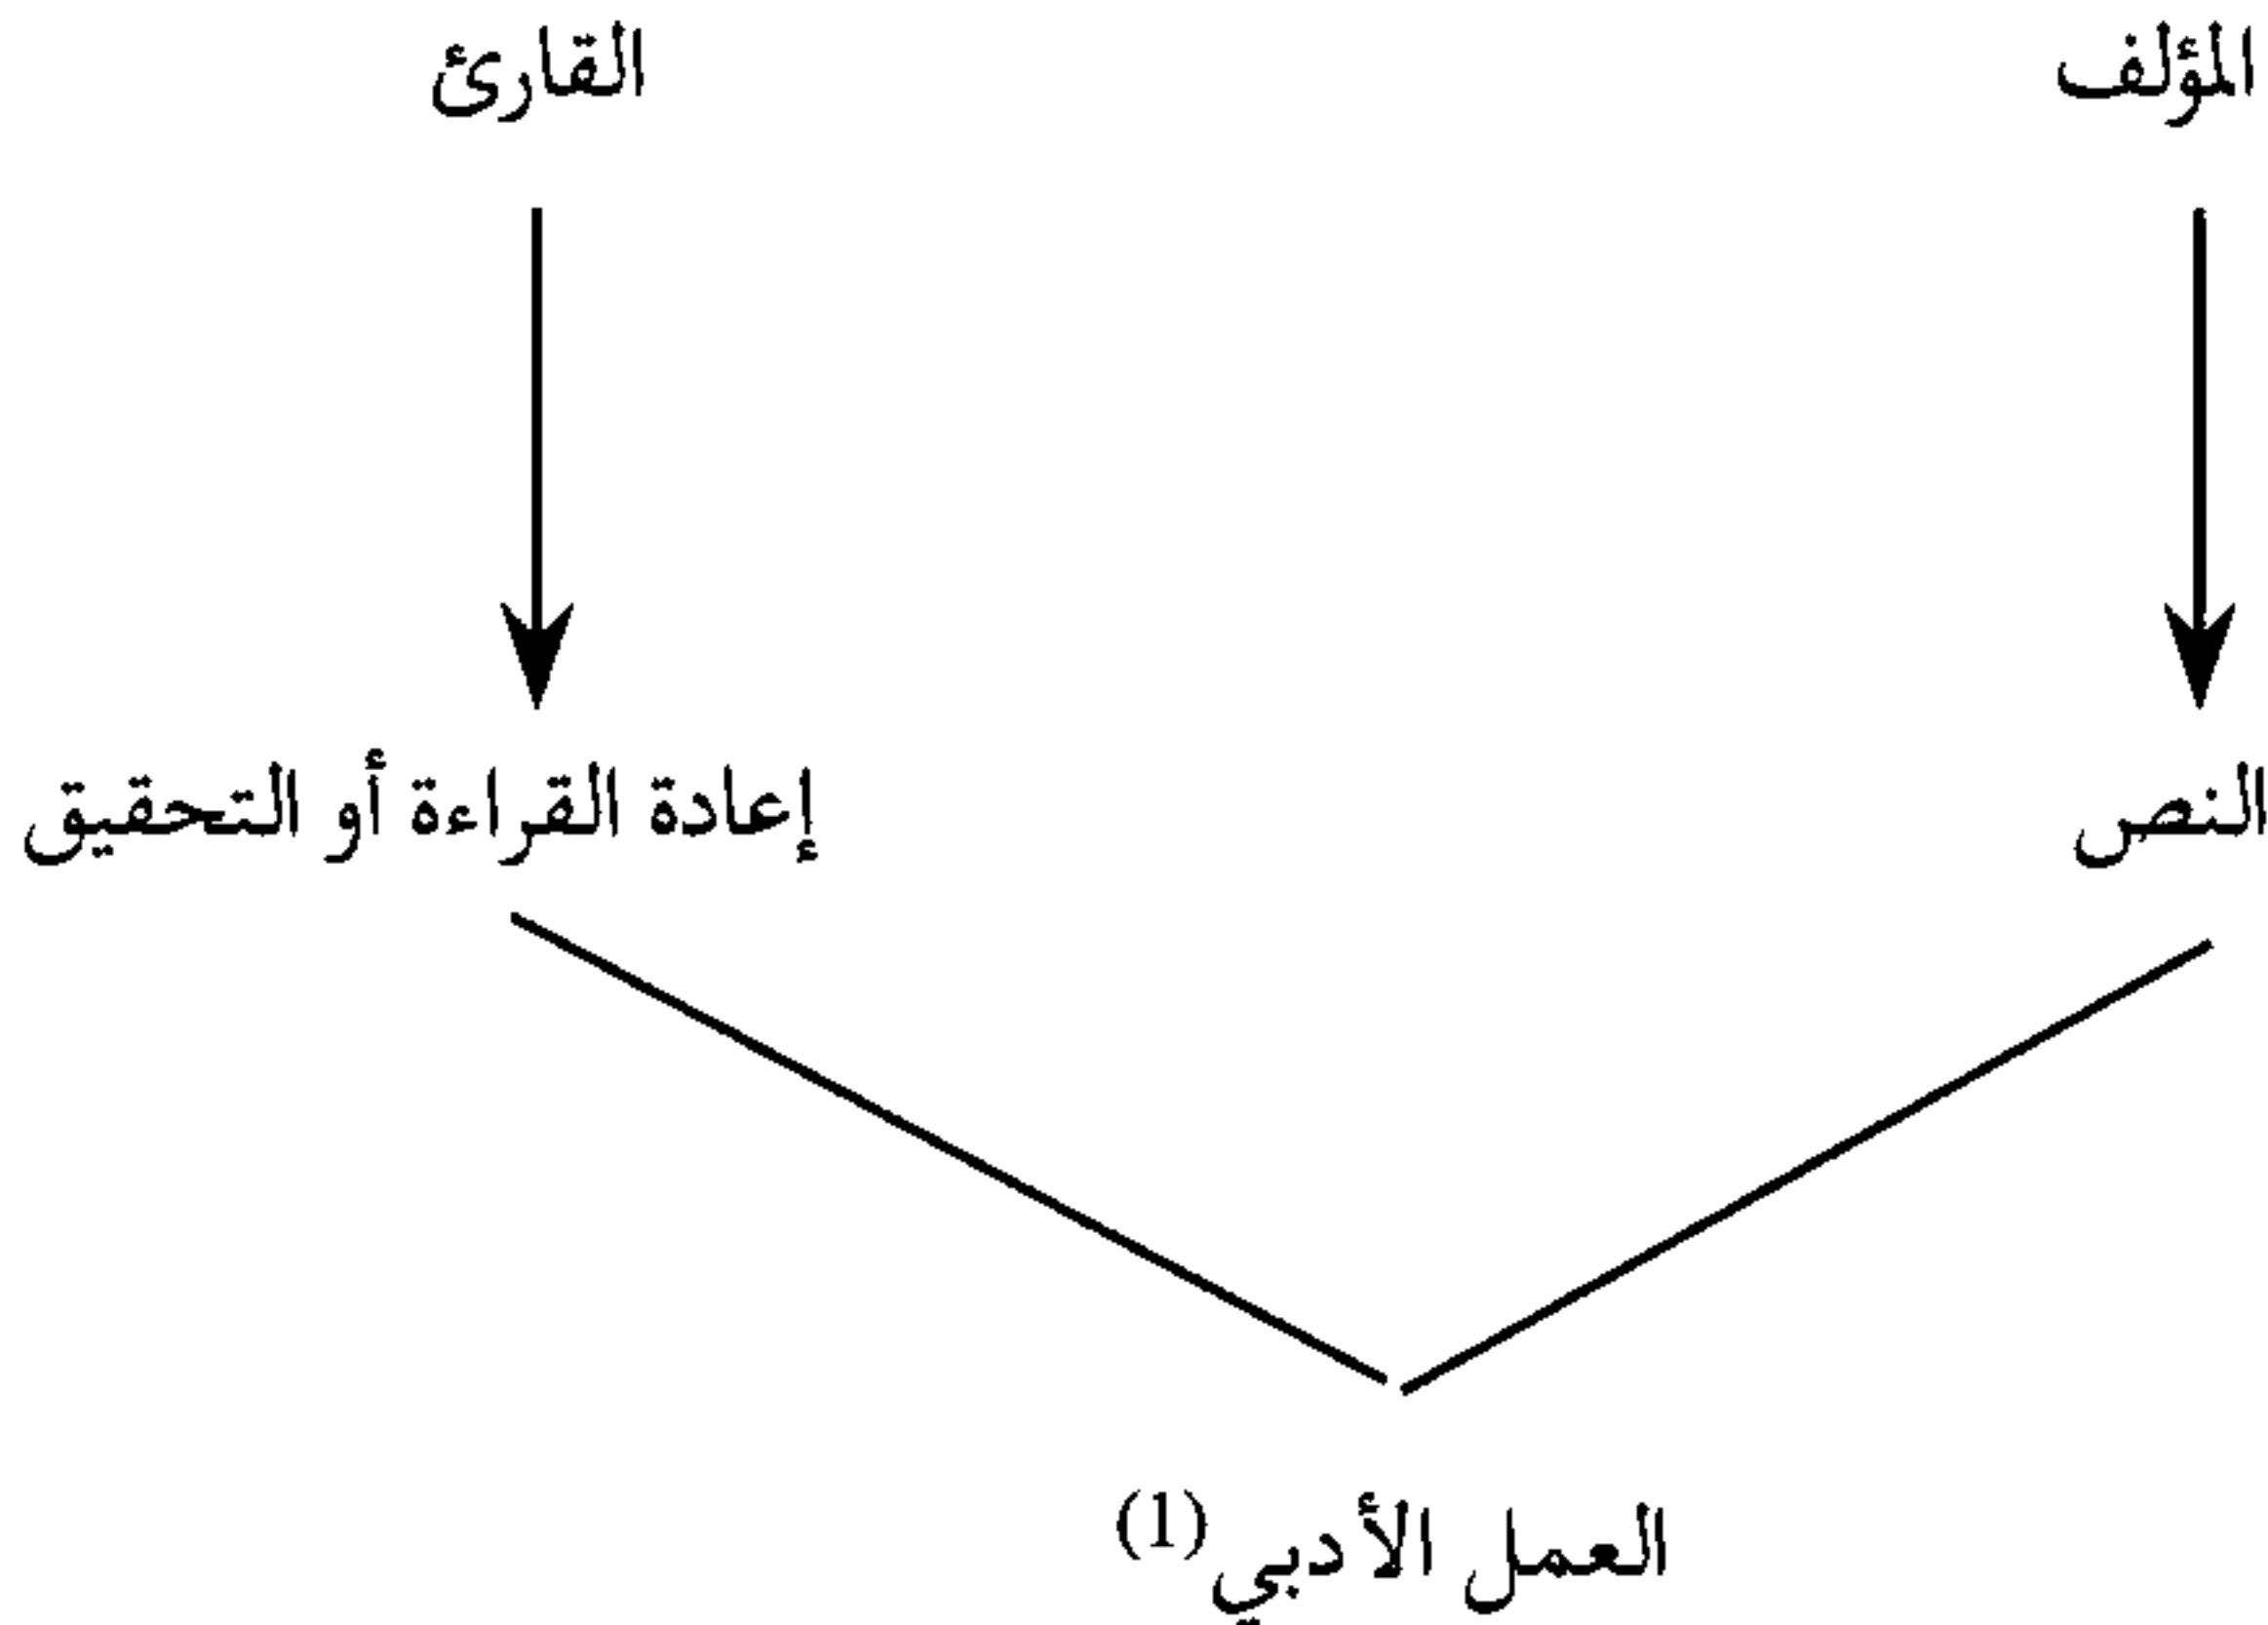 المؤلف القارئ
النص إعادة القراءة أو التحقيق
العمل الأدبي(1)